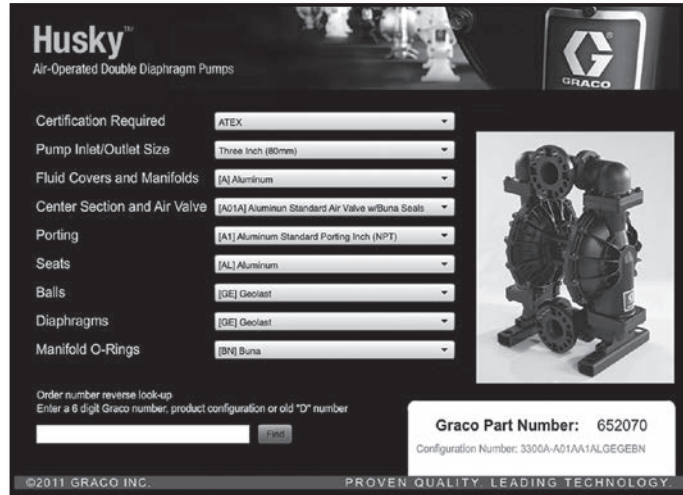 Husky™
Air-Operated Double Diaphragm Pumps
GRACO
Certification Required ATEX
Pump Inlet/Outlet Size Three Inch (80mm)
Fluid Covers and Manifolds [A] Aluminum
Center Section and Air Valve [A01A] Aluminun Standard Air Valve w/Buna Seals
Porting [A1] Aluminum Standard Porting Inch (NPT)
Seats [AL] Aluminum
Balls [GE] Geolast
Diaphragms [GE] Geolast
Manifold O-Rings [BN] Buna
Order number reverse look-up
Enter a 6 digit Graco number, product configuration or old "D" number
Find
Graco Part Number: 652070
Configuration Number: 3300A-A01AA1ALGEGEBN
©2011 GRACO INC. PROVEN QUALITY. LEADING TECHNOLOGY.